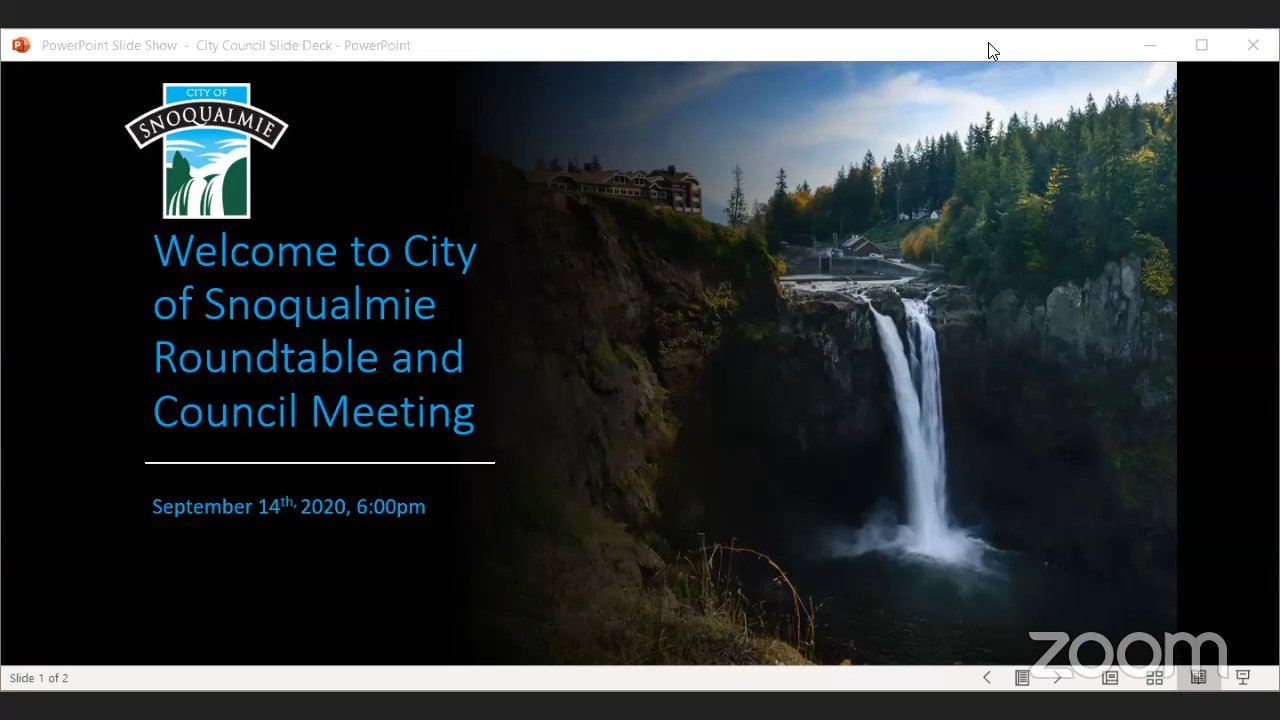 PowerPoint Slide Show - City Council Slide Deck - PowerPoint
CITY OF
SNOQUALMIE
Welcome to City
of Snoqualmie
Roundtable and
Council Meeting
September 14th, 2020, 6:00pm
zoom
Slide 1 of 2